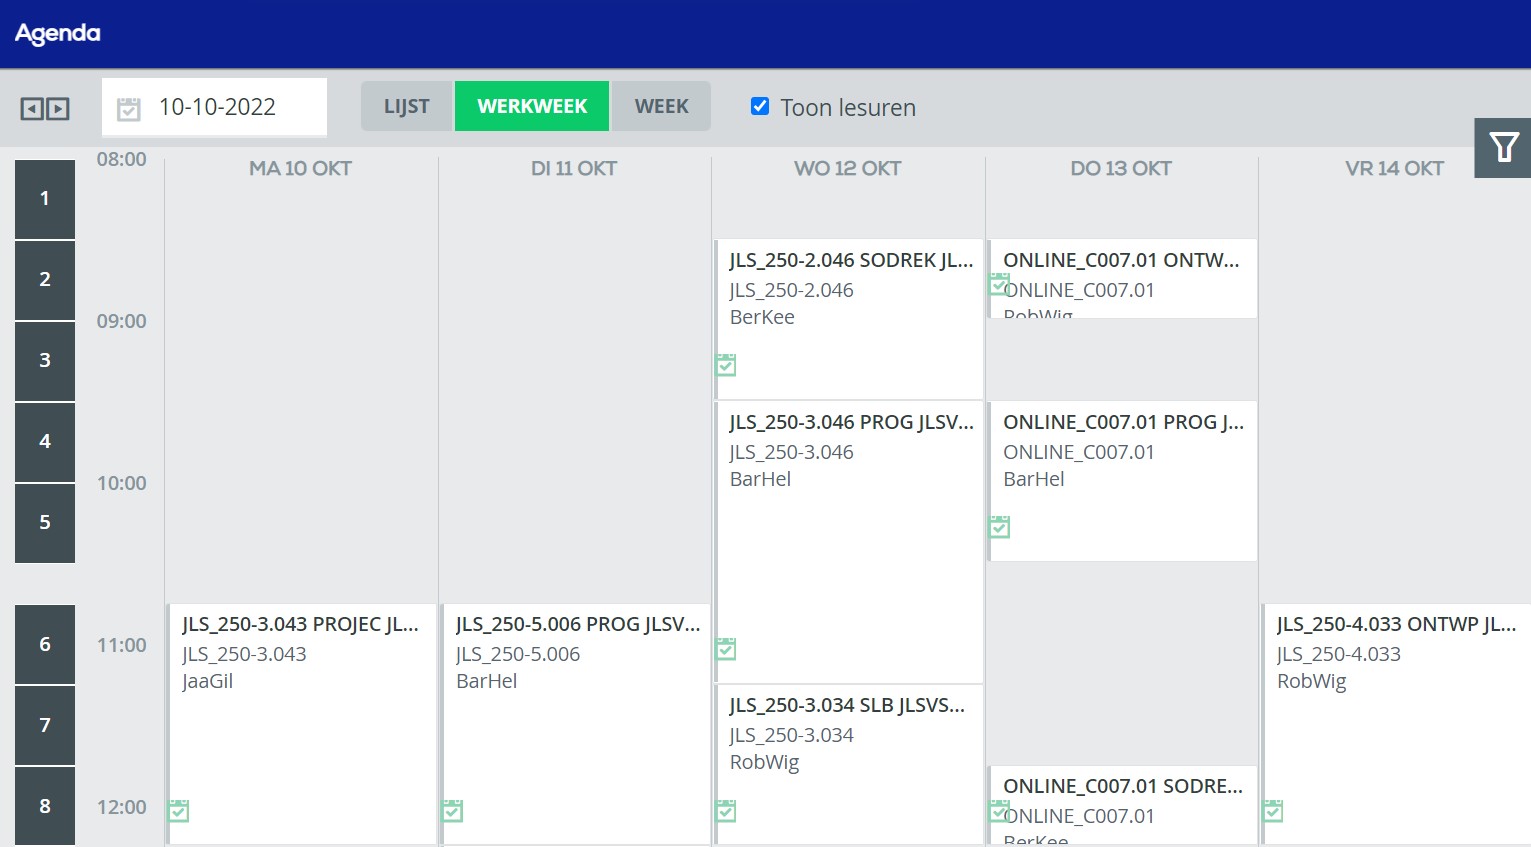 Agenda
10-10-2022
LIJST
WERKWEEK
WEEK
Toon lesuren
MA 10 OKT
DI 11 OKT
WO 12 OKT
DO 13 OKT
VR 14 OKT
08:00
1
2
09:00
3
4
10:00
5
6
11:00
7
8
12:00
JLS_250-3.043 PROJEC JL...
JLS_250-3.043
JaaGil
JLS_250-5.006 PROG JLSV...
JLS_250-5.006
BarHel
JLS_250-2.046 SODREK JL...
JLS_250-2.046
BerKee
JLS_250-3.046 PROG JLSV...
JLS_250-3.046
BarHel
JLS_250-3.034 SLB JLSVS...
JLS_250-3.034
RobWig
ONLINE_C007.01 ONTW...
ONLINE_C007.01
RobWig
ONLINE_C007.01 PROG J...
ONLINE_C007.01
BarHel
ONLINE_C007.01 SODRE...
ONLINE_C007.01
BerKee
JLS_250-4.033 ONTWP JL...
JLS_250-4.033
RobWig